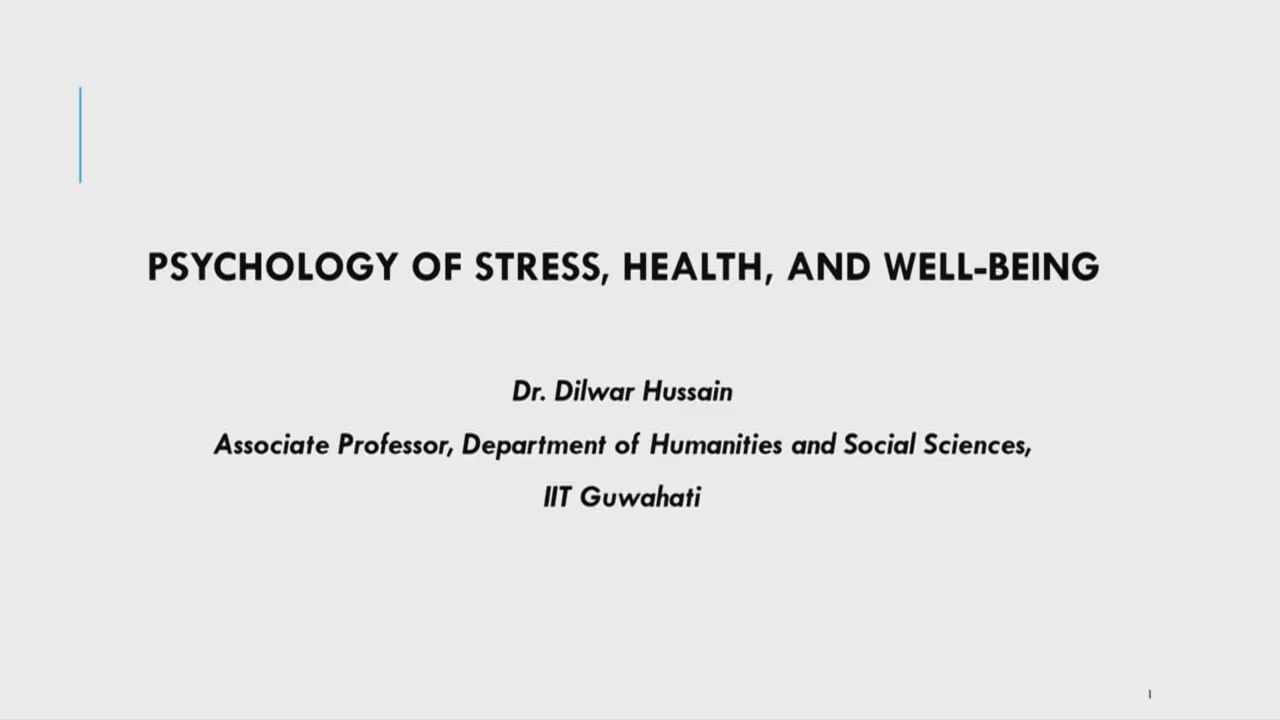 PSYCHOLOGY OF STRESS, HEALTH, AND WELL-BEING
Dr. Dilwar Hussain
Associate Professor, Department of Humanities and Social Sciences,
IIT Guwahati
1